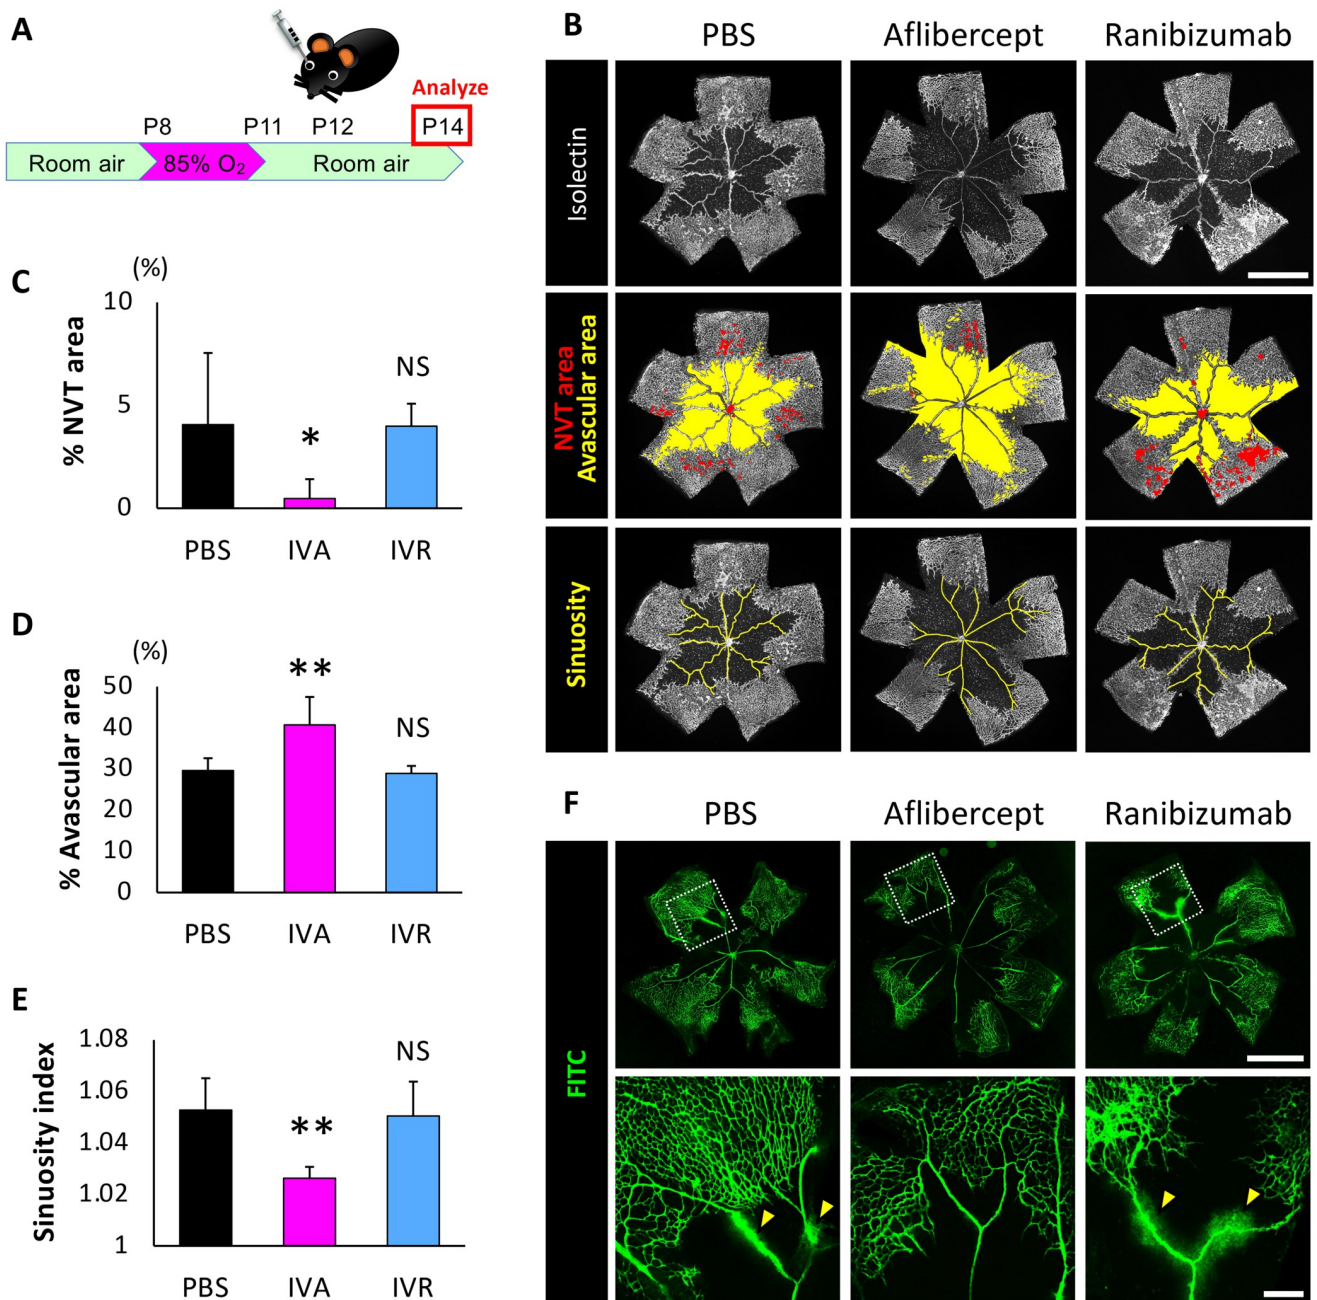 A
Analyze
P8 P11 P12 P14
Room air 85% O₂ Room air
B
PBS Aflibercept Ranibizumab
Isolectin
NVT area
Avascular area
Sinuosity
C
(%)
% NVT area
10
5
0
*
NS
PBS IVA IVR
D
(%)
% Avascular area
50
40
30
20
10
0
**
NS
PBS IVA IVR
E
Sinuosity index
1.08
1.06
1.04
1.02
1
**
NS
PBS IVA IVR
F
PBS Aflibercept Ranibizumab
FITC